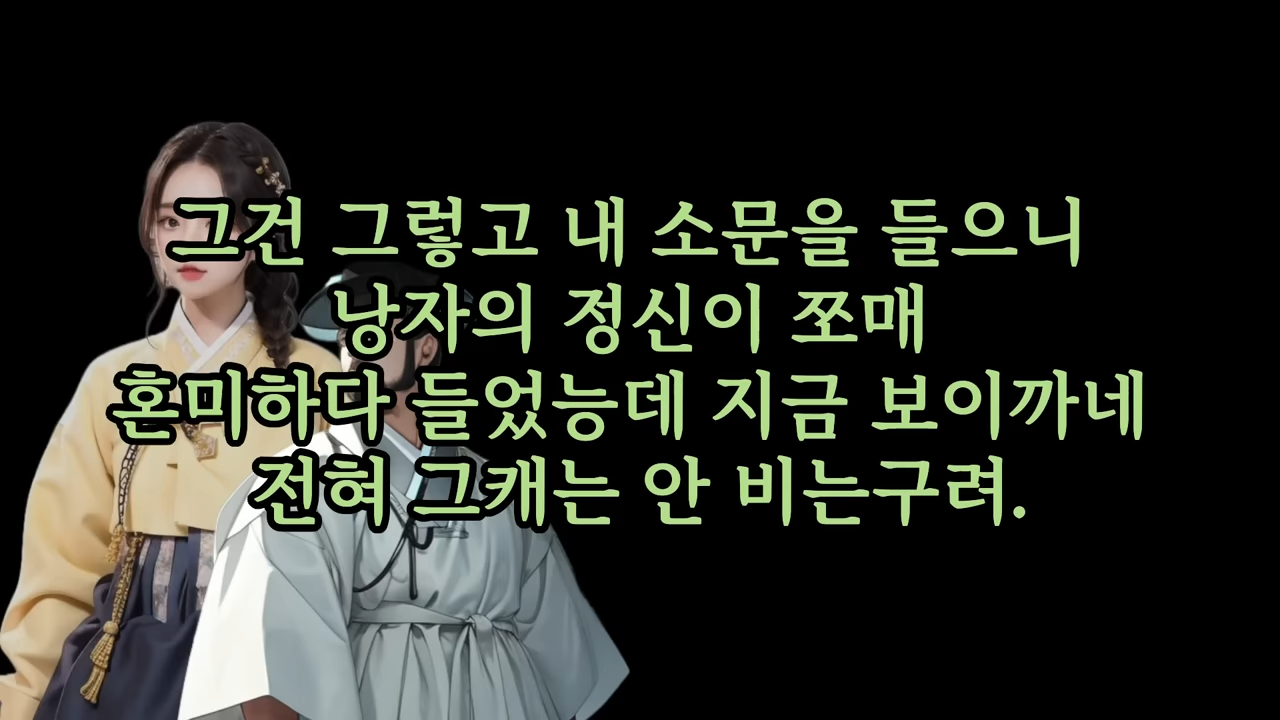 그건 그렇고 내 소문을 들으니
낭자의 정신이 쪼매
혼미하다 들었능데 지금 보이까네
전혀 그캐는 안 비는구려.